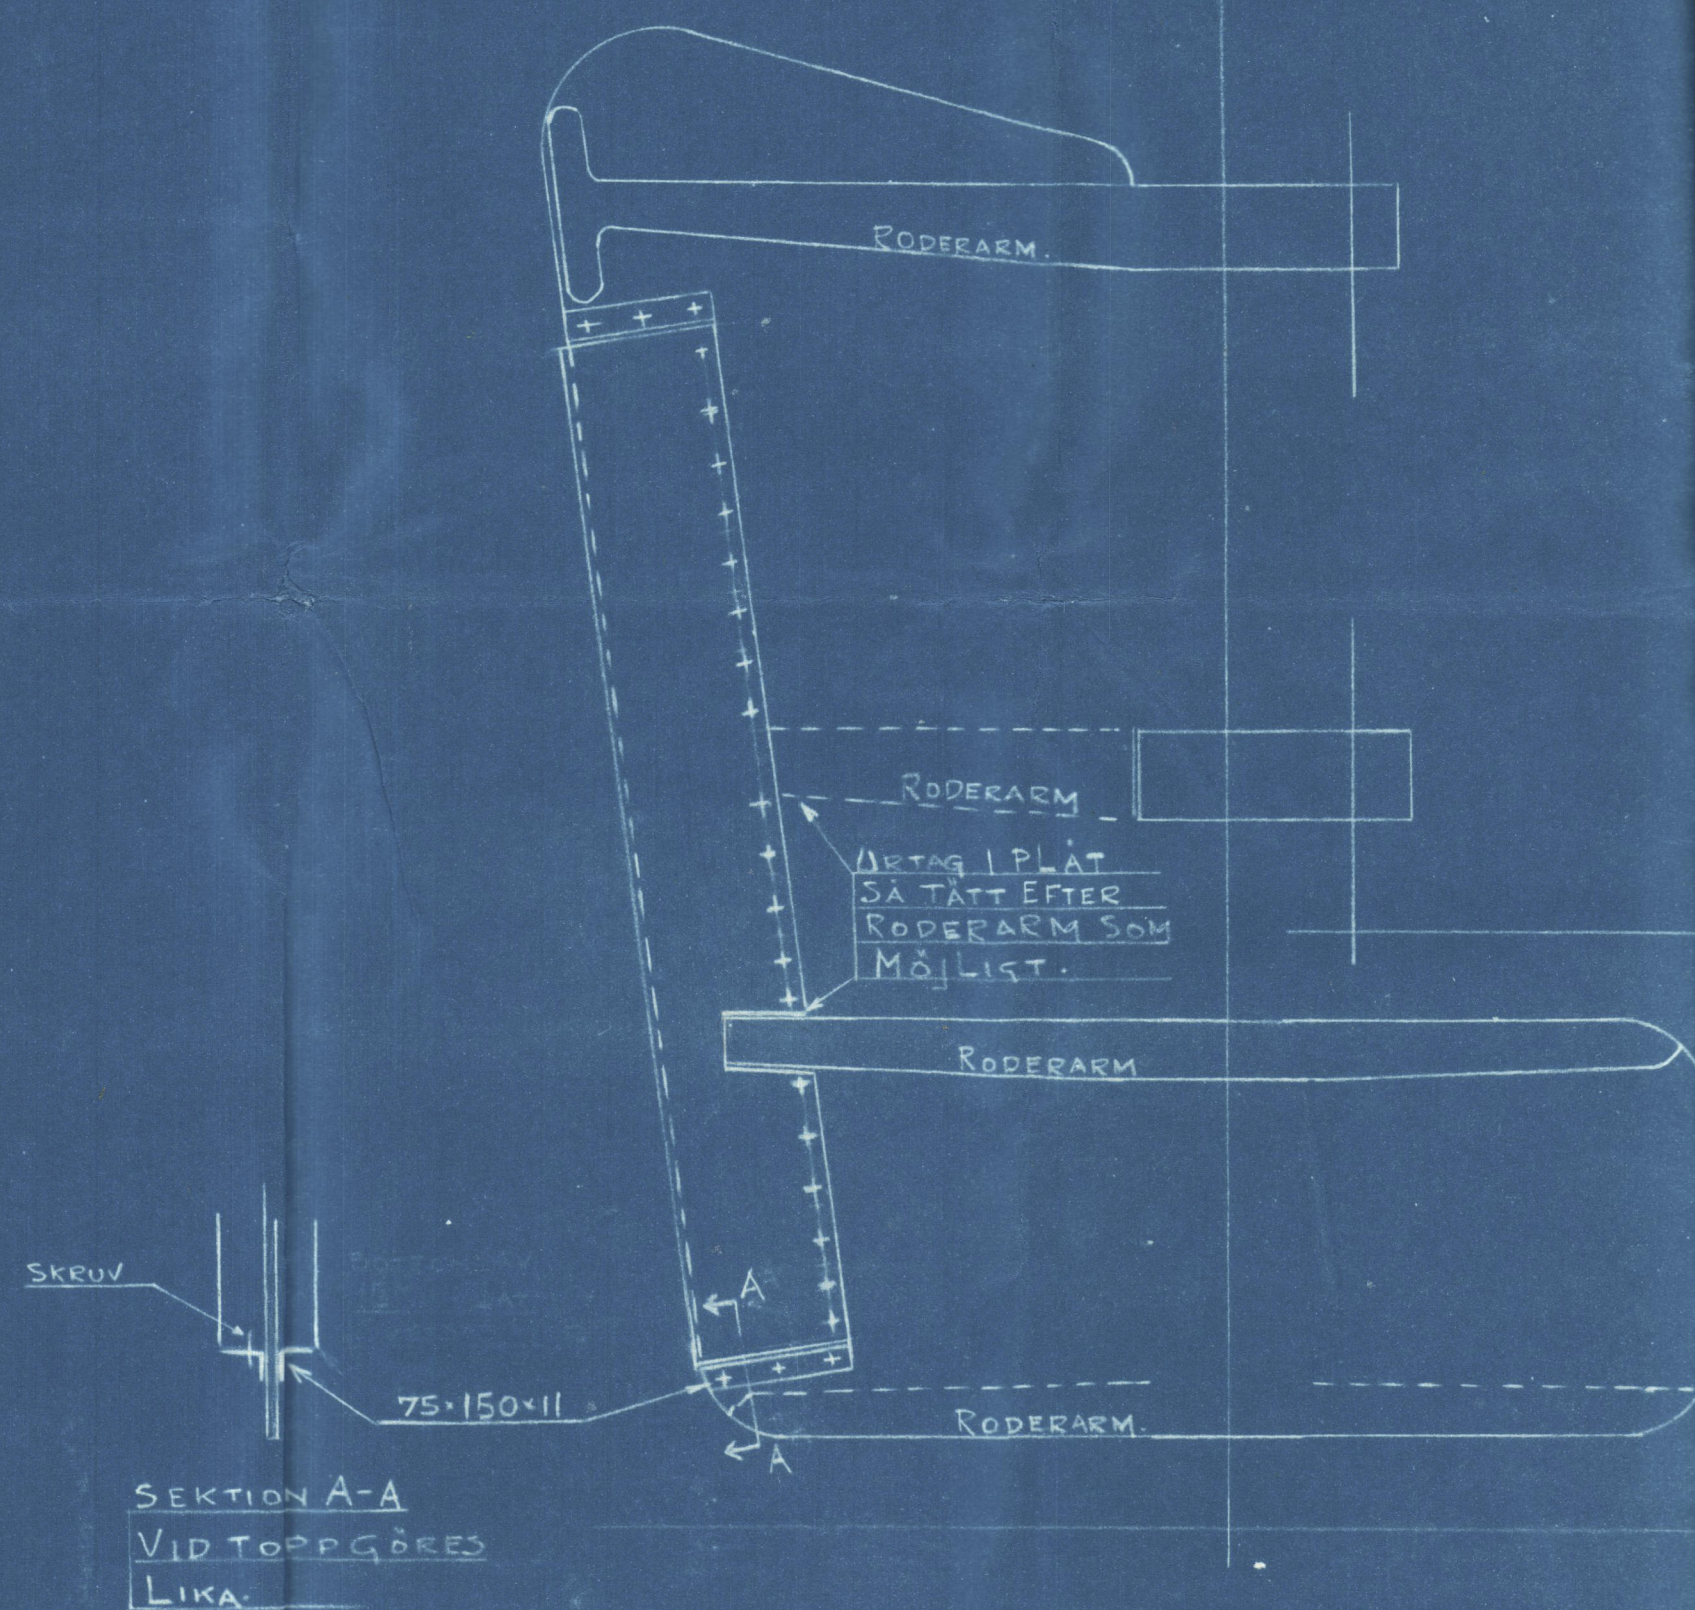 RODERARM.
RODERARM
URTAG I PLÅT
SÅ TÄTT EFTER
RODERARM SOM
MÖJLIGT.
RODERARM
SKRUV
A
75×150×11
RODERARM.
A
SEKTION A-A
VID TOPP GÖRES
LIKA.